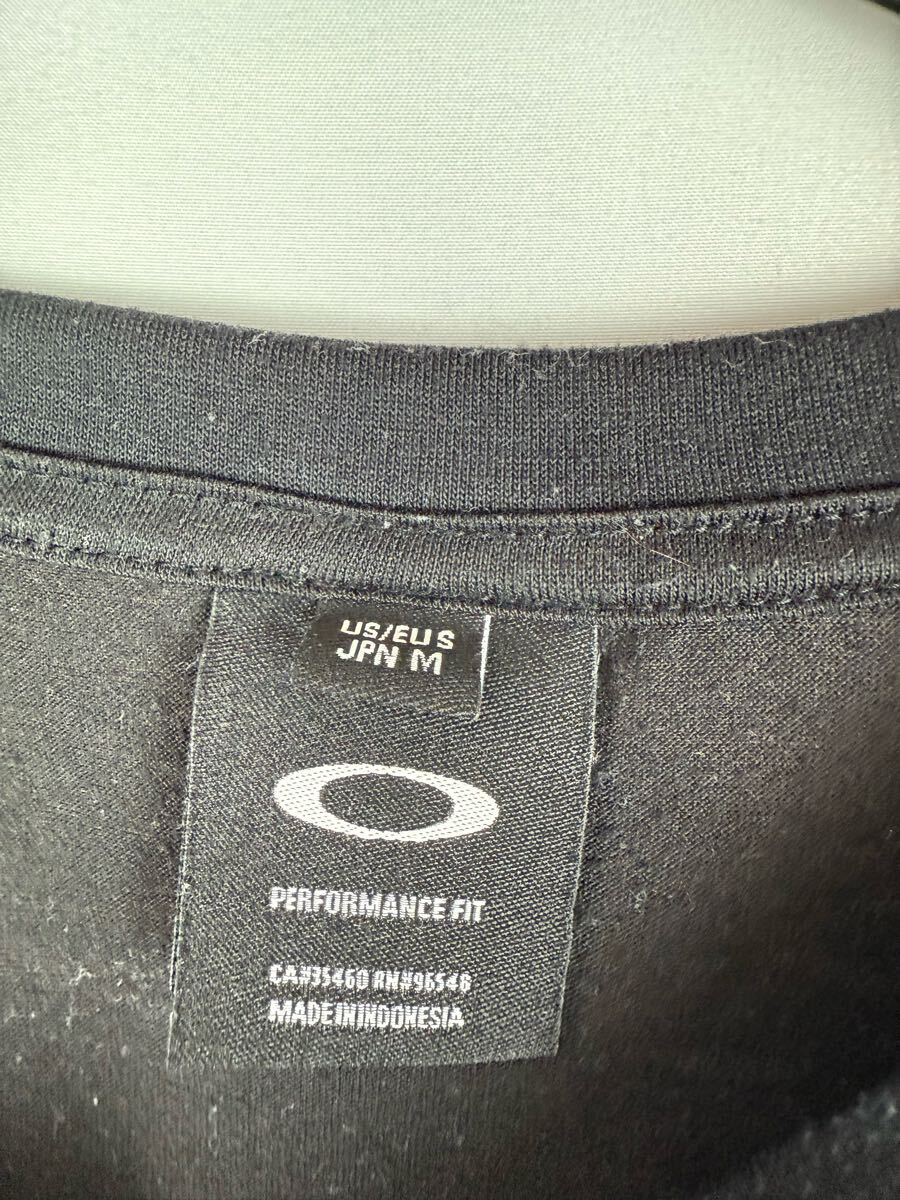 US/EU S
JPN M
PERFORMANCE FIT
CA#35460 RN#96548
MADE IN INDONESIA